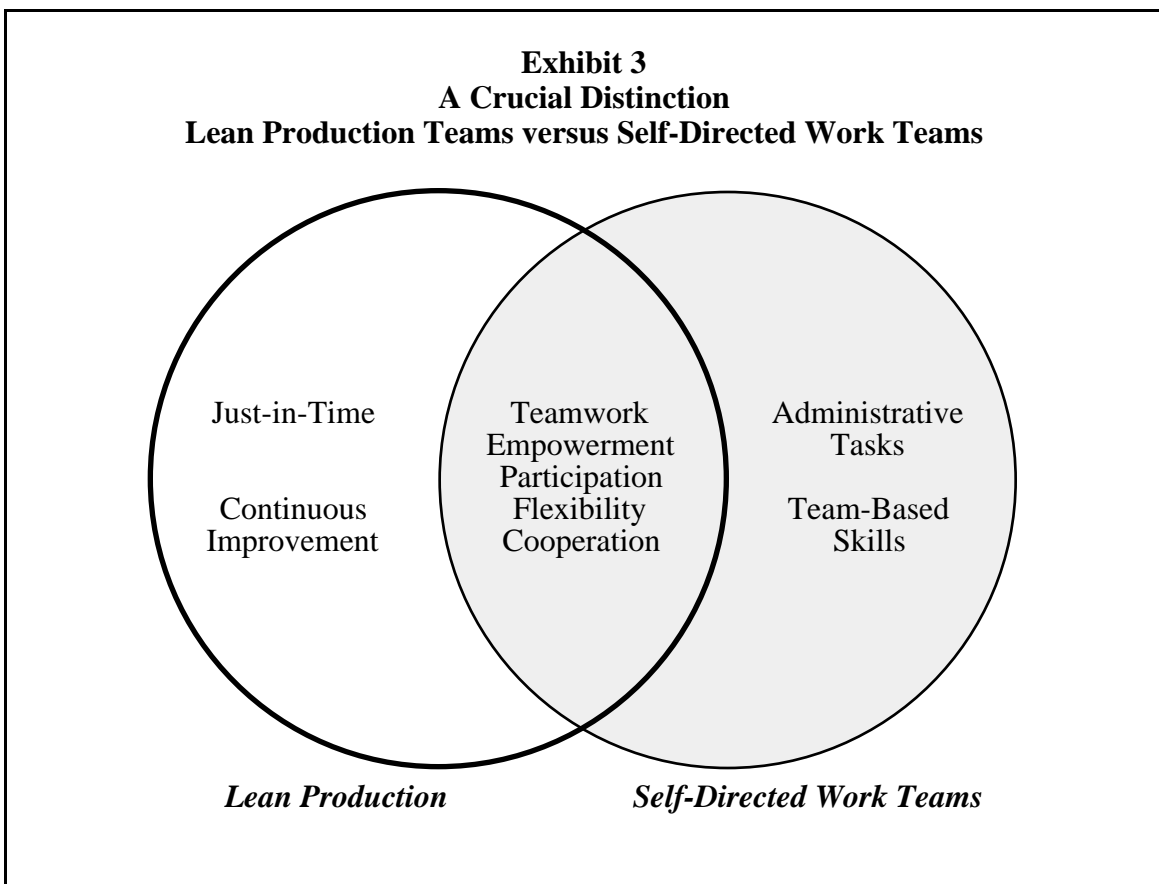 Exhibit 3
A Crucial Distinction
Lean Production Teams versus Self-Directed Work Teams
Just-in-Time
Continuous
Improvement
Teamwork
Empowerment
Participation
Flexibility
Cooperation
Administrative
Tasks
Team-Based
Skills
Lean Production
Self-Directed Work Teams